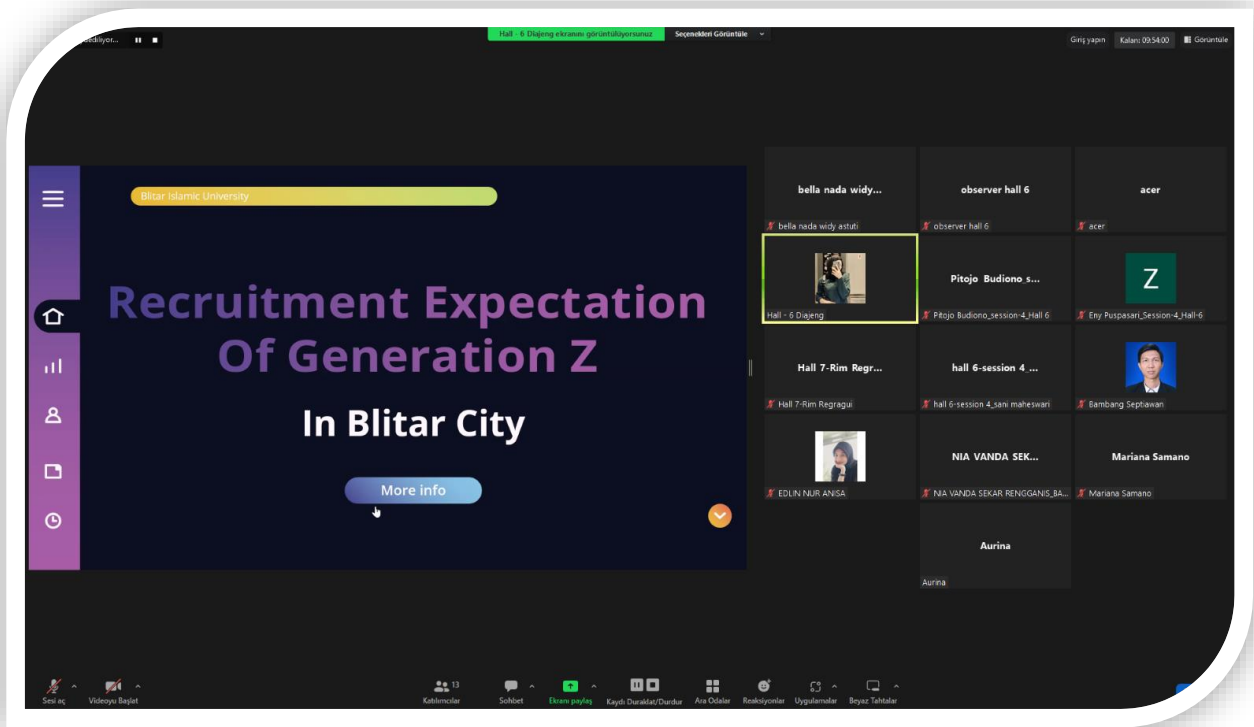 ediliyor...
Hall - 6 Diajeng ekranını görüntülüyorsunuz
Seçenekleri Görüntüle
Giriş yapın
Kalan: 09:54:00
Görüntüle
Blitar Islamic University
Recruitment Expectation
Of Generation Z
In Blitar City
More info
bella nada widy...
bella nada widy astuti
observer hall 6
observer hall 6
acer
acer
Hall - 6 Diajeng
Pitojo Budiono_s...
Pitojo Budiono_session-4_Hall 6
Z
Eny Puspasari_Session-4_Hall-6
Hall 7-Rim Regr...
Hall 7-Rim Regragui
hall 6-session 4_...
hall 6-session 4_sani maheswari
Bambang Septiawan
EDLIN NUR ANISA
NIA VANDA SEK...
NIA VANDA SEKAR RENGGANIS_BA...
Mariana Samano
Mariana Samano
Aurina
Aurina
Sesi aç
Videoyu Başlat
13
Katılımcılar
Sohbet
Ekranı paylaş
Kaydı Duraklat/Durdur
Ara Odalar
Reaksiyonlar
Uygulamalar
Beyaz Tahtalar